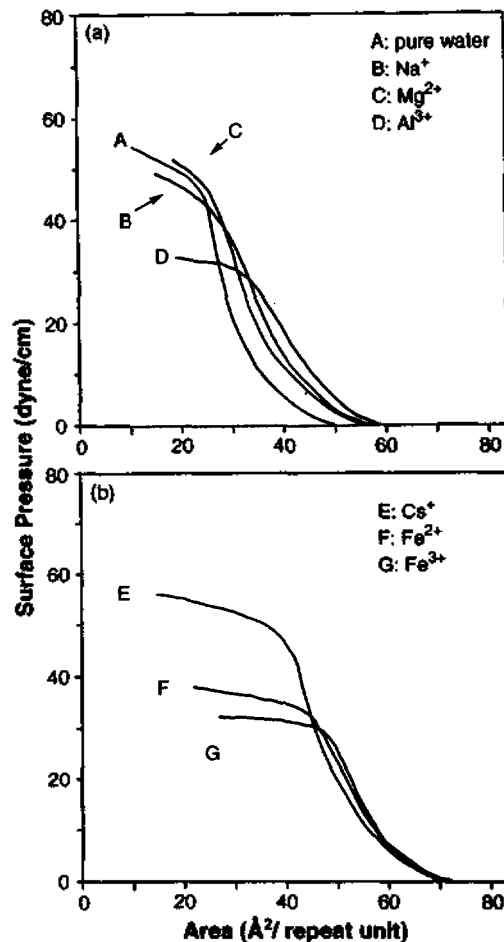 (a)
A: pure water
B: Na⁺
C: Mg²⁺
D: Al³⁺
A
B
C
D
80
60
40
20
0
0 20 40 60 80
Surface Pressure (dyne/cm)
(b)
E: Cs⁺
F: Fe²⁺
G: Fe³⁺
E
F
G
80
60
40
20
0
0 20 40 60 80
Area (Å²/ repeat unit)